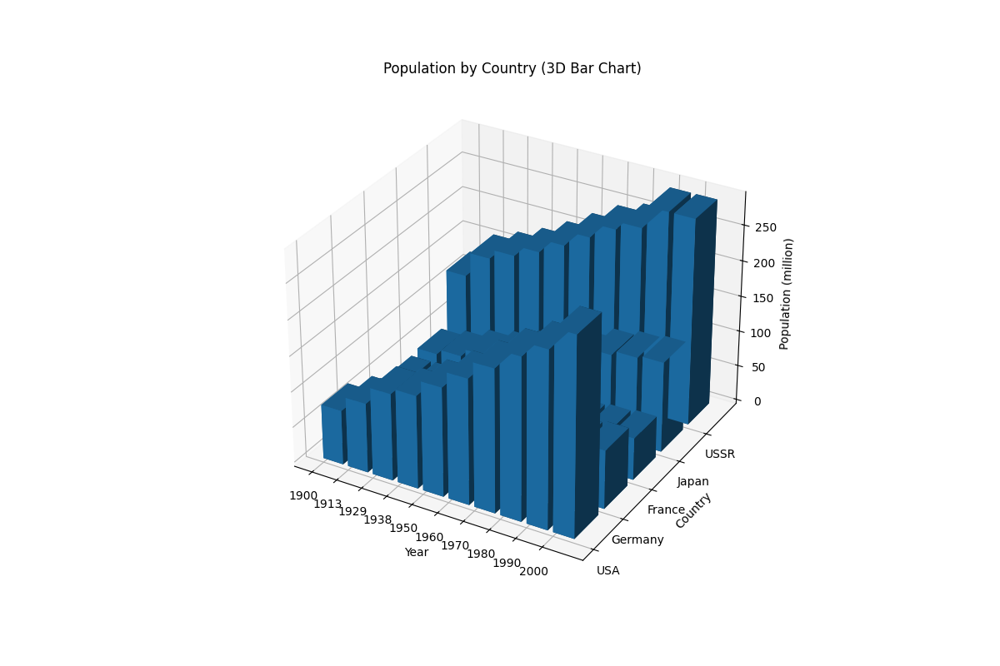 Population by Country (3D Bar Chart)
250
200
150
100
50
0
Population (million)
USSR
Japan
France
Germany
USA
Country
1900
1913
1929
1938
1950
1960
1970
1980
1990
2000
Year